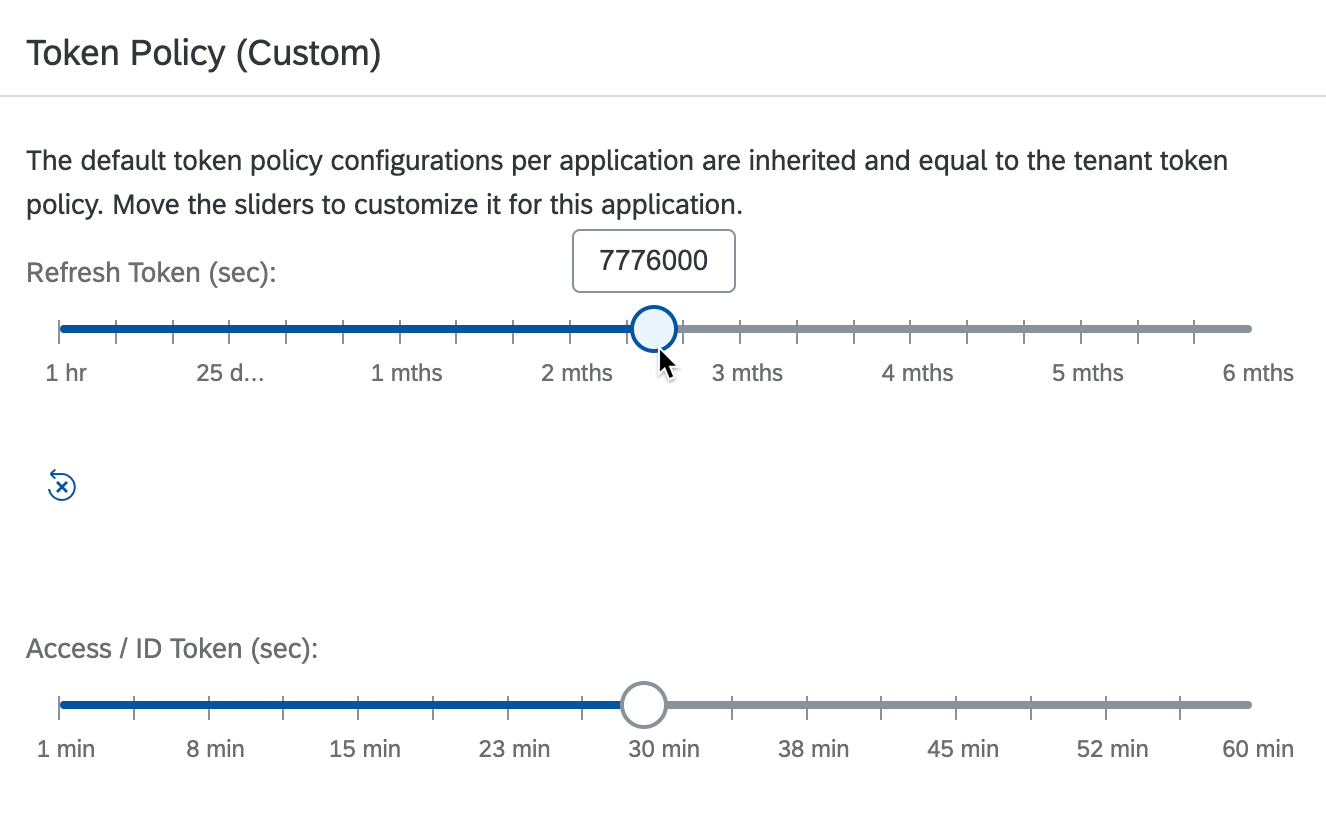 Token Policy (Custom)
The default token policy configurations per application are inherited and equal to the tenant token
policy. Move the sliders to customize it for this application.
7776000
Refresh Token (sec):
1 hr 25 d... 1 mths 2 mths 3 mths 4 mths 5 mths 6 mths
Access / ID Token (sec):
1 min 8 min 15 min 23 min 30 min 38 min 45 min 52 min 60 min